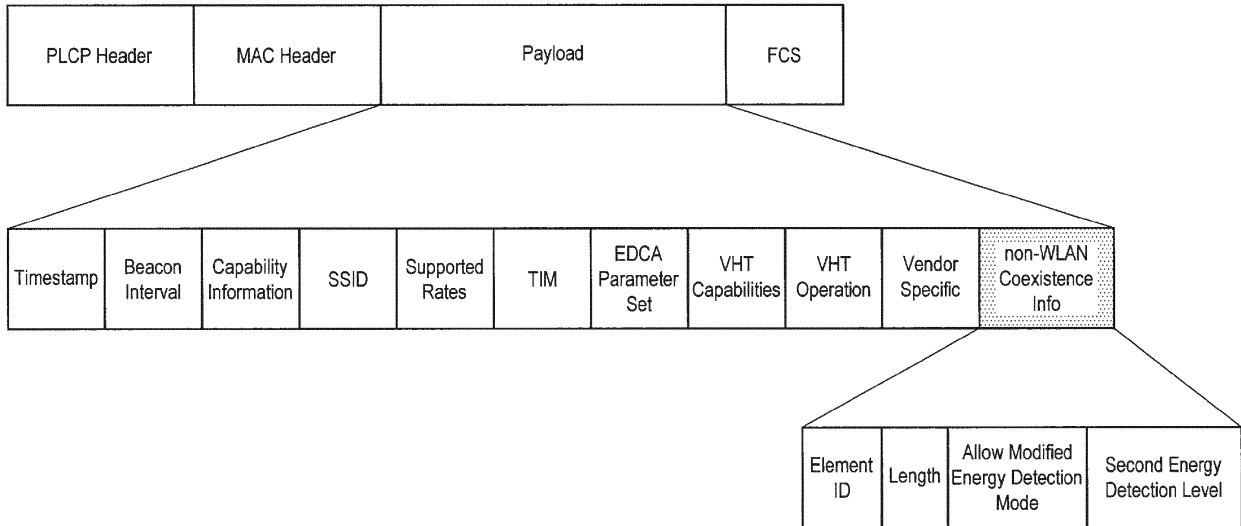 PLCP Header
MAC Header
Payload
FCS
Timestamp
Beacon
Interval
Capability
Information
SSID
Supported
Rates
TIM
EDCA
Parameter
Set
VHT
Capabilities
VHT
Operation
Vendor
Specific
non-WLAN
Coexistence
Info
Element
ID
Length
Allow Modified
Energy Detection
Mode
Second Energy
Detection Level